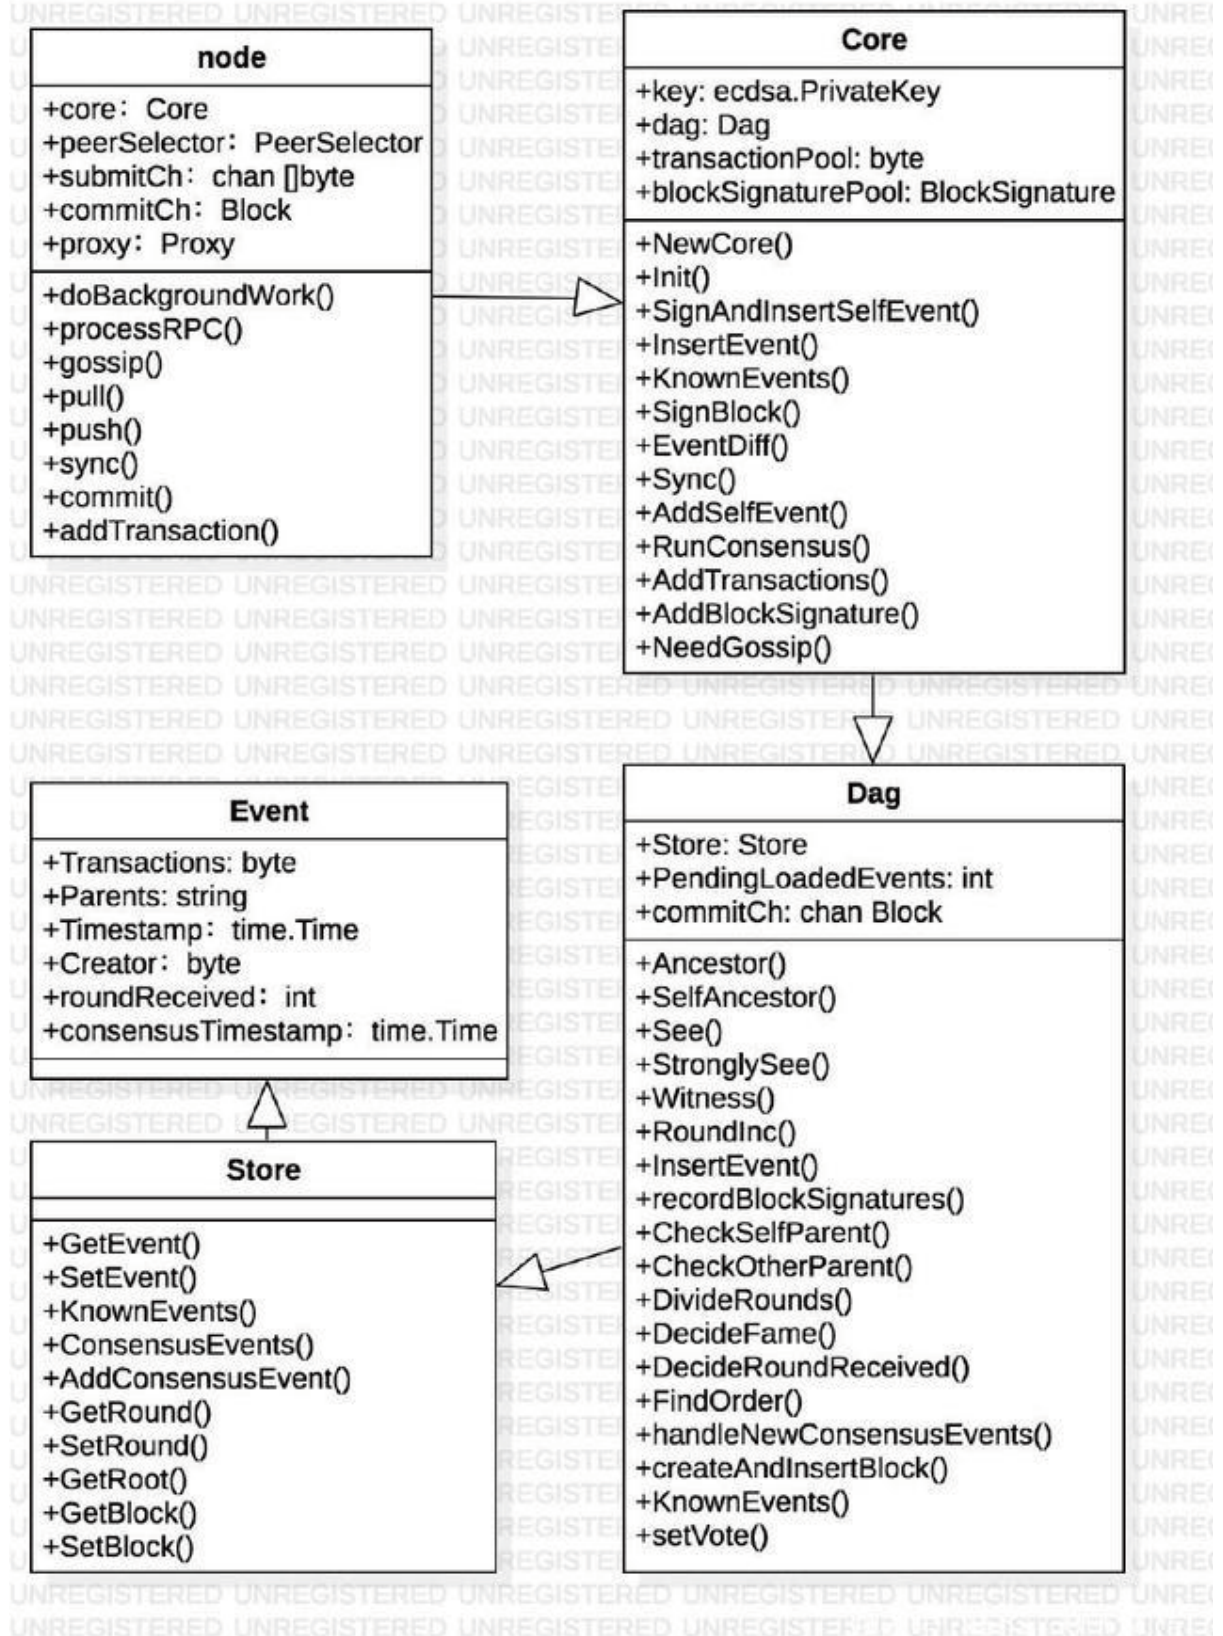 node
+core： Core
+peerSelector： PeerSelector
+submitCh： chan []byte
+commitCh： Block
+proxy： Proxy
+doBackgroundWork()
+processRPC()
+gossip()
+pull()
+push()
+sync()
+commit()
+addTransaction()
Core
+key: ecdsa.PrivateKey
+dag: Dag
+transactionPool: byte
+blockSignaturePool: BlockSignature
+NewCore()
+Init()
+SignAndInsertSelfEvent()
+InsertEvent()
+KnownEvents()
+SignBlock()
+EventDiff()
+Sync()
+AddSelfEvent()
+RunConsensus()
+AddTransactions()
+AddBlockSignature()
+NeedGossip()
Event
+Transactions: byte
+Parents: string
+Timestamp： time.Time
+Creator： byte
+roundReceived： int
+consensusTimestamp： time.Time
Store
+GetEvent()
+SetEvent()
+KnownEvents()
+ConsensusEvents()
+AddConsensusEvent()
+GetRound()
+SetRound()
+GetRoot()
+GetBlock()
+SetBlock()
Dag
+Store: Store
+PendingLoadedEvents: int
+commitCh: chan Block
+Ancestor()
+SelfAncestor()
+See()
+StronglySee()
+Witness()
+RoundInc()
+InsertEvent()
+recordBlockSignatures()
+CheckSelfParent()
+CheckOtherParent()
+DivideRounds()
+DecideFame()
+DecideRoundReceived()
+FindOrder()
+handleNewConsensusEvents()
+createAndInsertBlock()
+KnownEvents()
+setVote()
UNREGISTERED UNREGISTERED UNREGISTERED UNREGISTERED UNREGISTERED